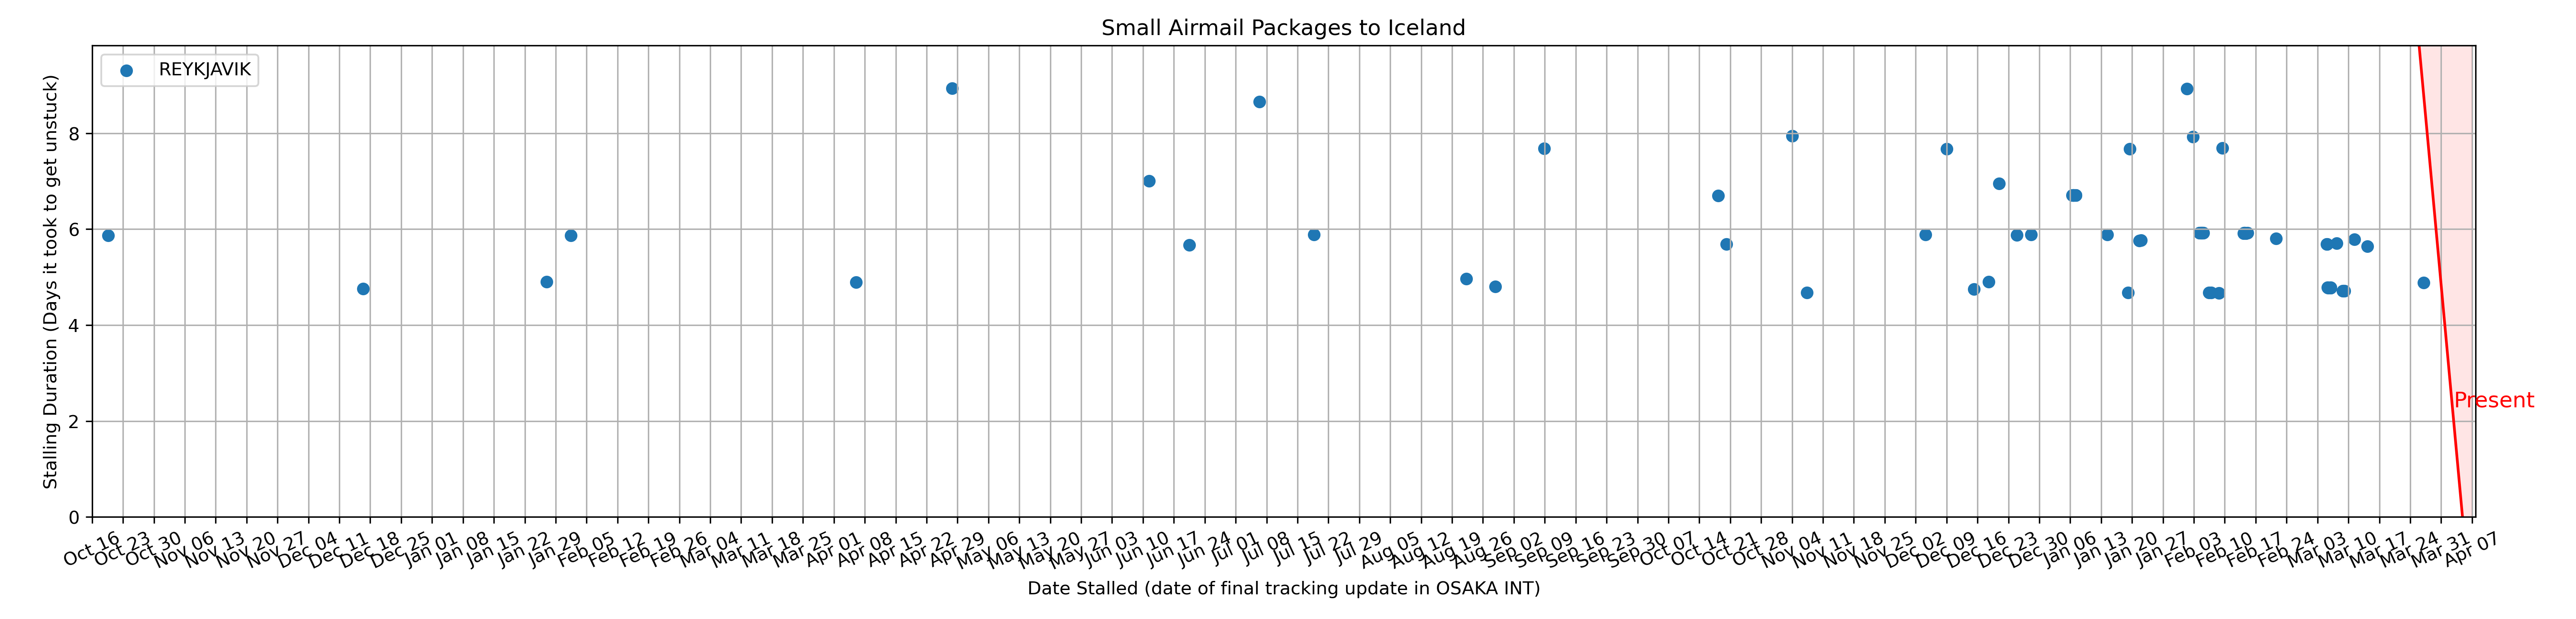 Small Airmail Packages to Iceland
REYKJAVIK
Stalling Duration (Days it took to get unstuck)
8
6
4
2
0
Present
Oct 16 Oct 23 Oct 30 Nov 06 Nov 13 Nov 20 Nov 27 Dec 04 Dec 11 Dec 18 Dec 25 Jan 01 Jan 08 Jan 15 Jan 22 Jan 29 Feb 05 Feb 12 Feb 19 Feb 26 Mar 04 Mar 11 Mar 18 Mar 25 Apr 01 Apr 08 Apr 15 Apr 22 Apr 29 May 06 May 13 May 20 May 27 Jun 03 Jun 10 Jun 17 Jun 24 Jul 01 Jul 08 Jul 15 Jul 22 Jul 29 Aug 05 Aug 12 Aug 19 Aug 26 Sep 02 Sep 09 Sep 16 Sep 23 Sep 30 Oct 07 Oct 14 Oct 21 Oct 28 Nov 04 Nov 11 Nov 18 Nov 25 Dec 02 Dec 09 Dec 16 Dec 23 Dec 30 Jan 06 Jan 13 Jan 20 Jan 27 Feb 03 Feb 10 Feb 17 Feb 24 Mar 03 Mar 10 Mar 17 Mar 24 Mar 31 Apr 07
Date Stalled (date of final tracking update in OSAKA INT)